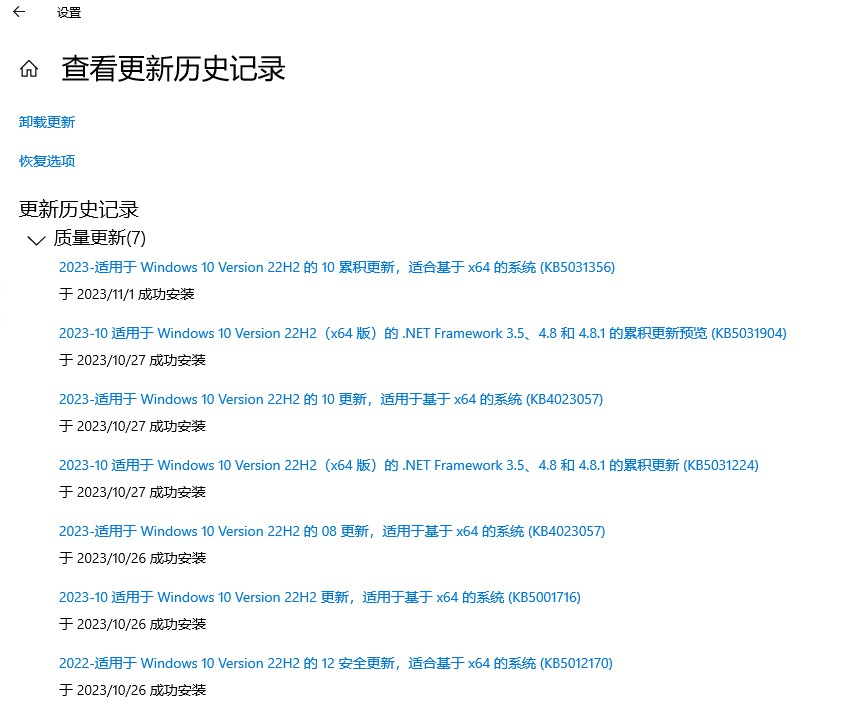 设置
查看更新历史记录
卸载更新
恢复选项
更新历史记录
质量更新(7)
2023-适用于 Windows 10 Version 22H2 的 10 累积更新，适合基于 x64 的系统 (KB5031356)
于 2023/11/1 成功安装
2023-10 适用于 Windows 10 Version 22H2（x64 版）的 .NET Framework 3.5、4.8 和 4.8.1 的累积更新预览 (KB5031904)
于 2023/10/27 成功安装
2023-适用于 Windows 10 Version 22H2 的 10 更新，适用于基于 x64 的系统 (KB4023057)
于 2023/10/27 成功安装
2023-10 适用于 Windows 10 Version 22H2（x64 版）的 .NET Framework 3.5、4.8 和 4.8.1 的累积更新 (KB5031224)
于 2023/10/27 成功安装
2023-适用于 Windows 10 Version 22H2 的 08 更新，适用于基于 x64 的系统 (KB4023057)
于 2023/10/26 成功安装
2023-10 适用于 Windows 10 Version 22H2 更新，适用于基于 x64 的系统 (KB5001716)
于 2023/10/26 成功安装
2022-适用于 Windows 10 Version 22H2 的 12 安全更新，适合基于 x64 的系统 (KB5012170)
于 2023/10/26 成功安装